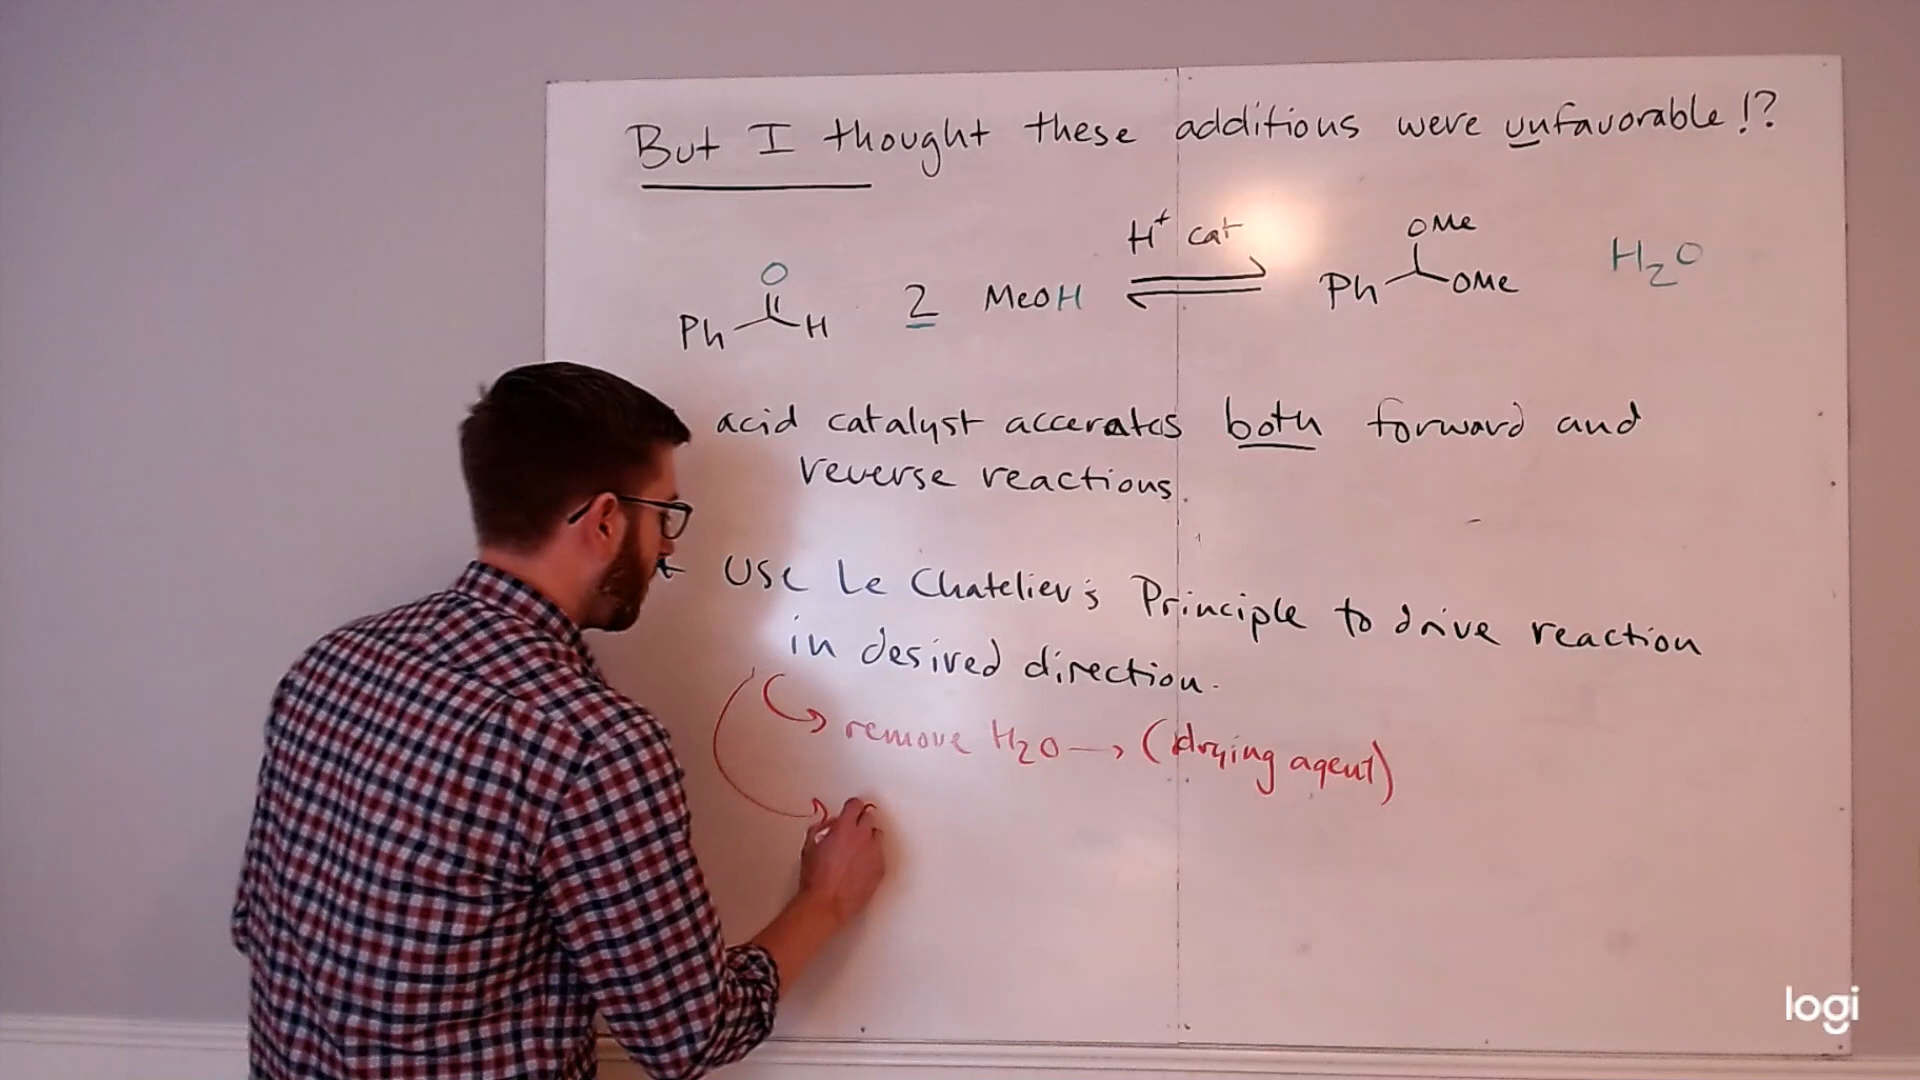 But I thought these additions were unfavorable!?
H⁺ cat
OMe
O
Ph H 2 MeOH Ph OMe H₂O
acid catalyst accerates both forward and
reverse reactions.
Use Le Chatelier's Principle to drive reaction
in desired direction.
remove H₂O → (drying agent)
logi